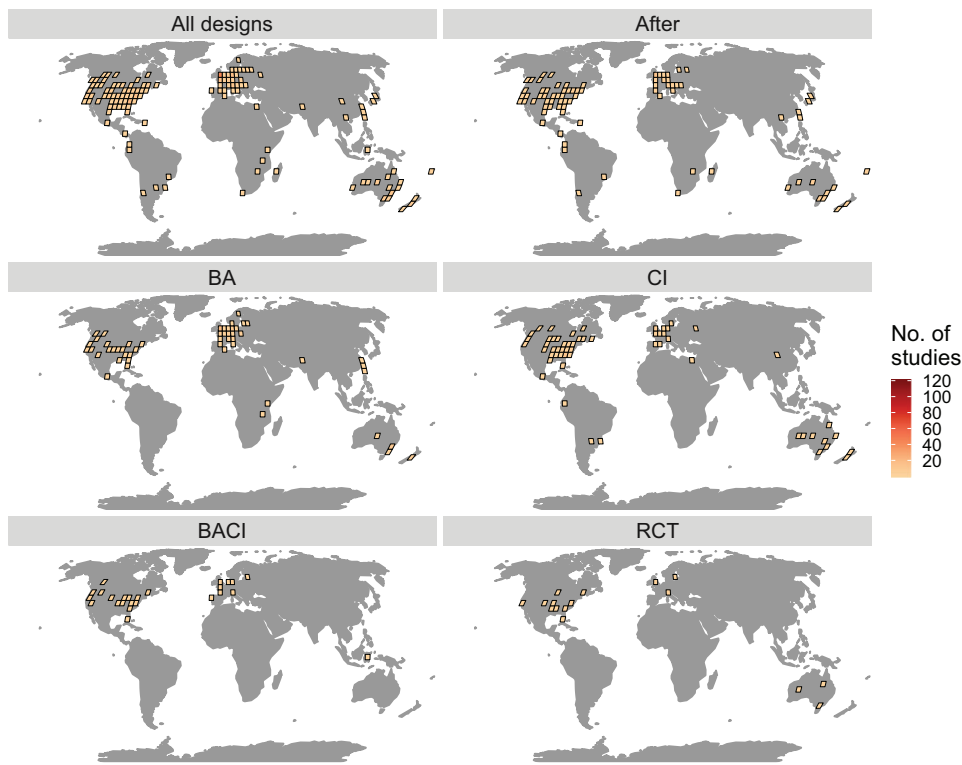 All designs
After
BA
CI
No. of
studies
120
100
80
60
40
20
BACI
RCT